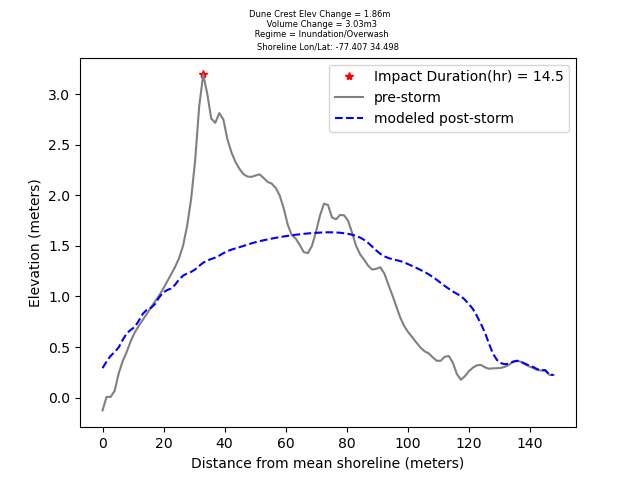 Dune Crest Elev Change = 1.86m
Volume Change = 3.03m3
Regime = Inundation/Overwash
Shoreline Lon/Lat: -77.407 34.498
Impact Duration(hr) = 14.5
pre-storm
modeled post-storm
3.0
2.5
2.0
1.5
1.0
0.5
0.0
Elevation (meters)
0 20 40 60 80 100 120 140
Distance from mean shoreline (meters)